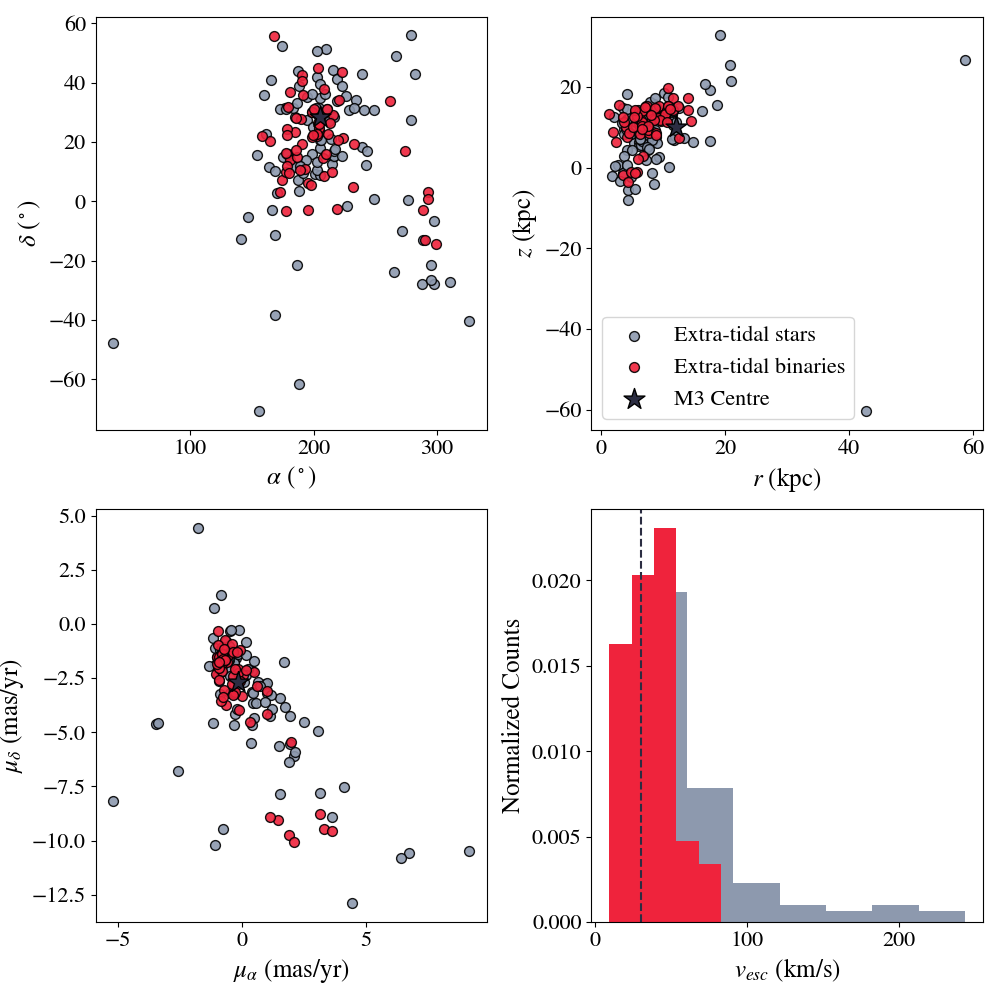 60
40
20
0
−20
−40
−60
δ (°)
100 200 300
α (°)
20
0
−20
−40
−60
z (kpc)
Extra-tidal stars
Extra-tidal binaries
M3 Centre
0 20 40 60
r (kpc)
5.0
2.5
0.0
−2.5
−5.0
−7.5
−10.0
−12.5
μδ (mas/yr)
−5 0 5
μα (mas/yr)
0.020
0.015
0.010
0.005
0.000
Normalized Counts
0 100 200
vesc (km/s)